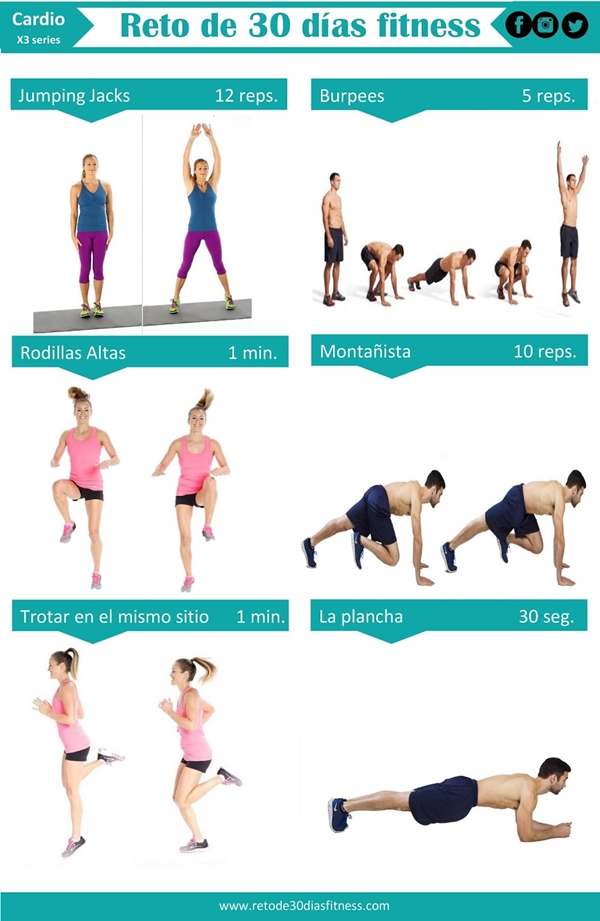 Cardio
X3 series
Reto de 30 días fitness
Jumping Jacks 12 reps.
Burpees 5 reps.
Rodillas Altas 1 min.
Montañista 10 reps.
Trotar en el mismo sitio 1 min.
La plancha 30 seg.
www.retode30diasfitness.com